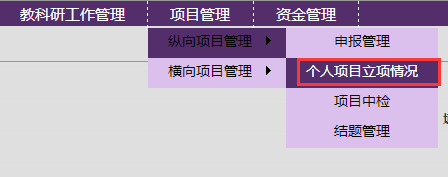 教科研工作管理 项目管理 资金管理
纵向项目管理 申报管理
个人项目立项情况
横向项目管理
项目中检
结题管理